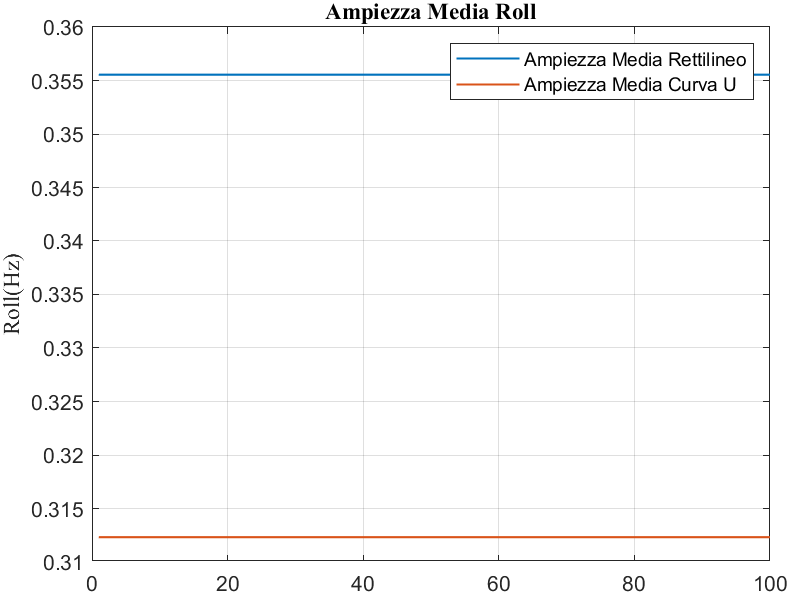 Ampiezza Media Roll
Ampiezza Media Rettilineo
Ampiezza Media Curva U
Roll(Hz)
0.36
0.355
0.35
0.345
0.34
0.335
0.33
0.325
0.32
0.315
0.31
0 20 40 60 80 100